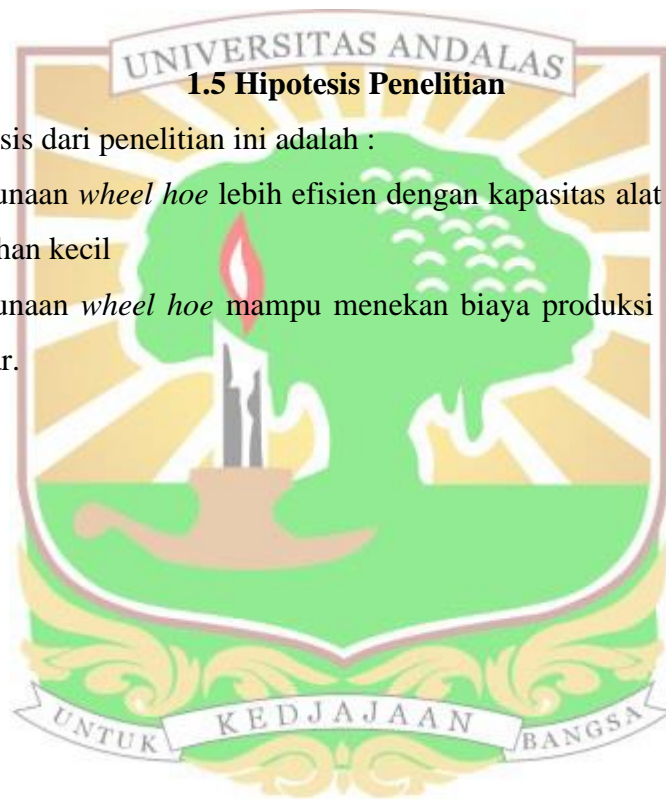 UNIVERSITAS ANDALAS
1.5 Hipotesis Penelitian
sis dari penelitian ini adalah :
unaan wheel hoe lebih efisien dengan kapasitas alat
han kecil
unaan wheel hoe mampu menekan biaya produksi
r.
UNTUK KEDJAJAAN BANGSA